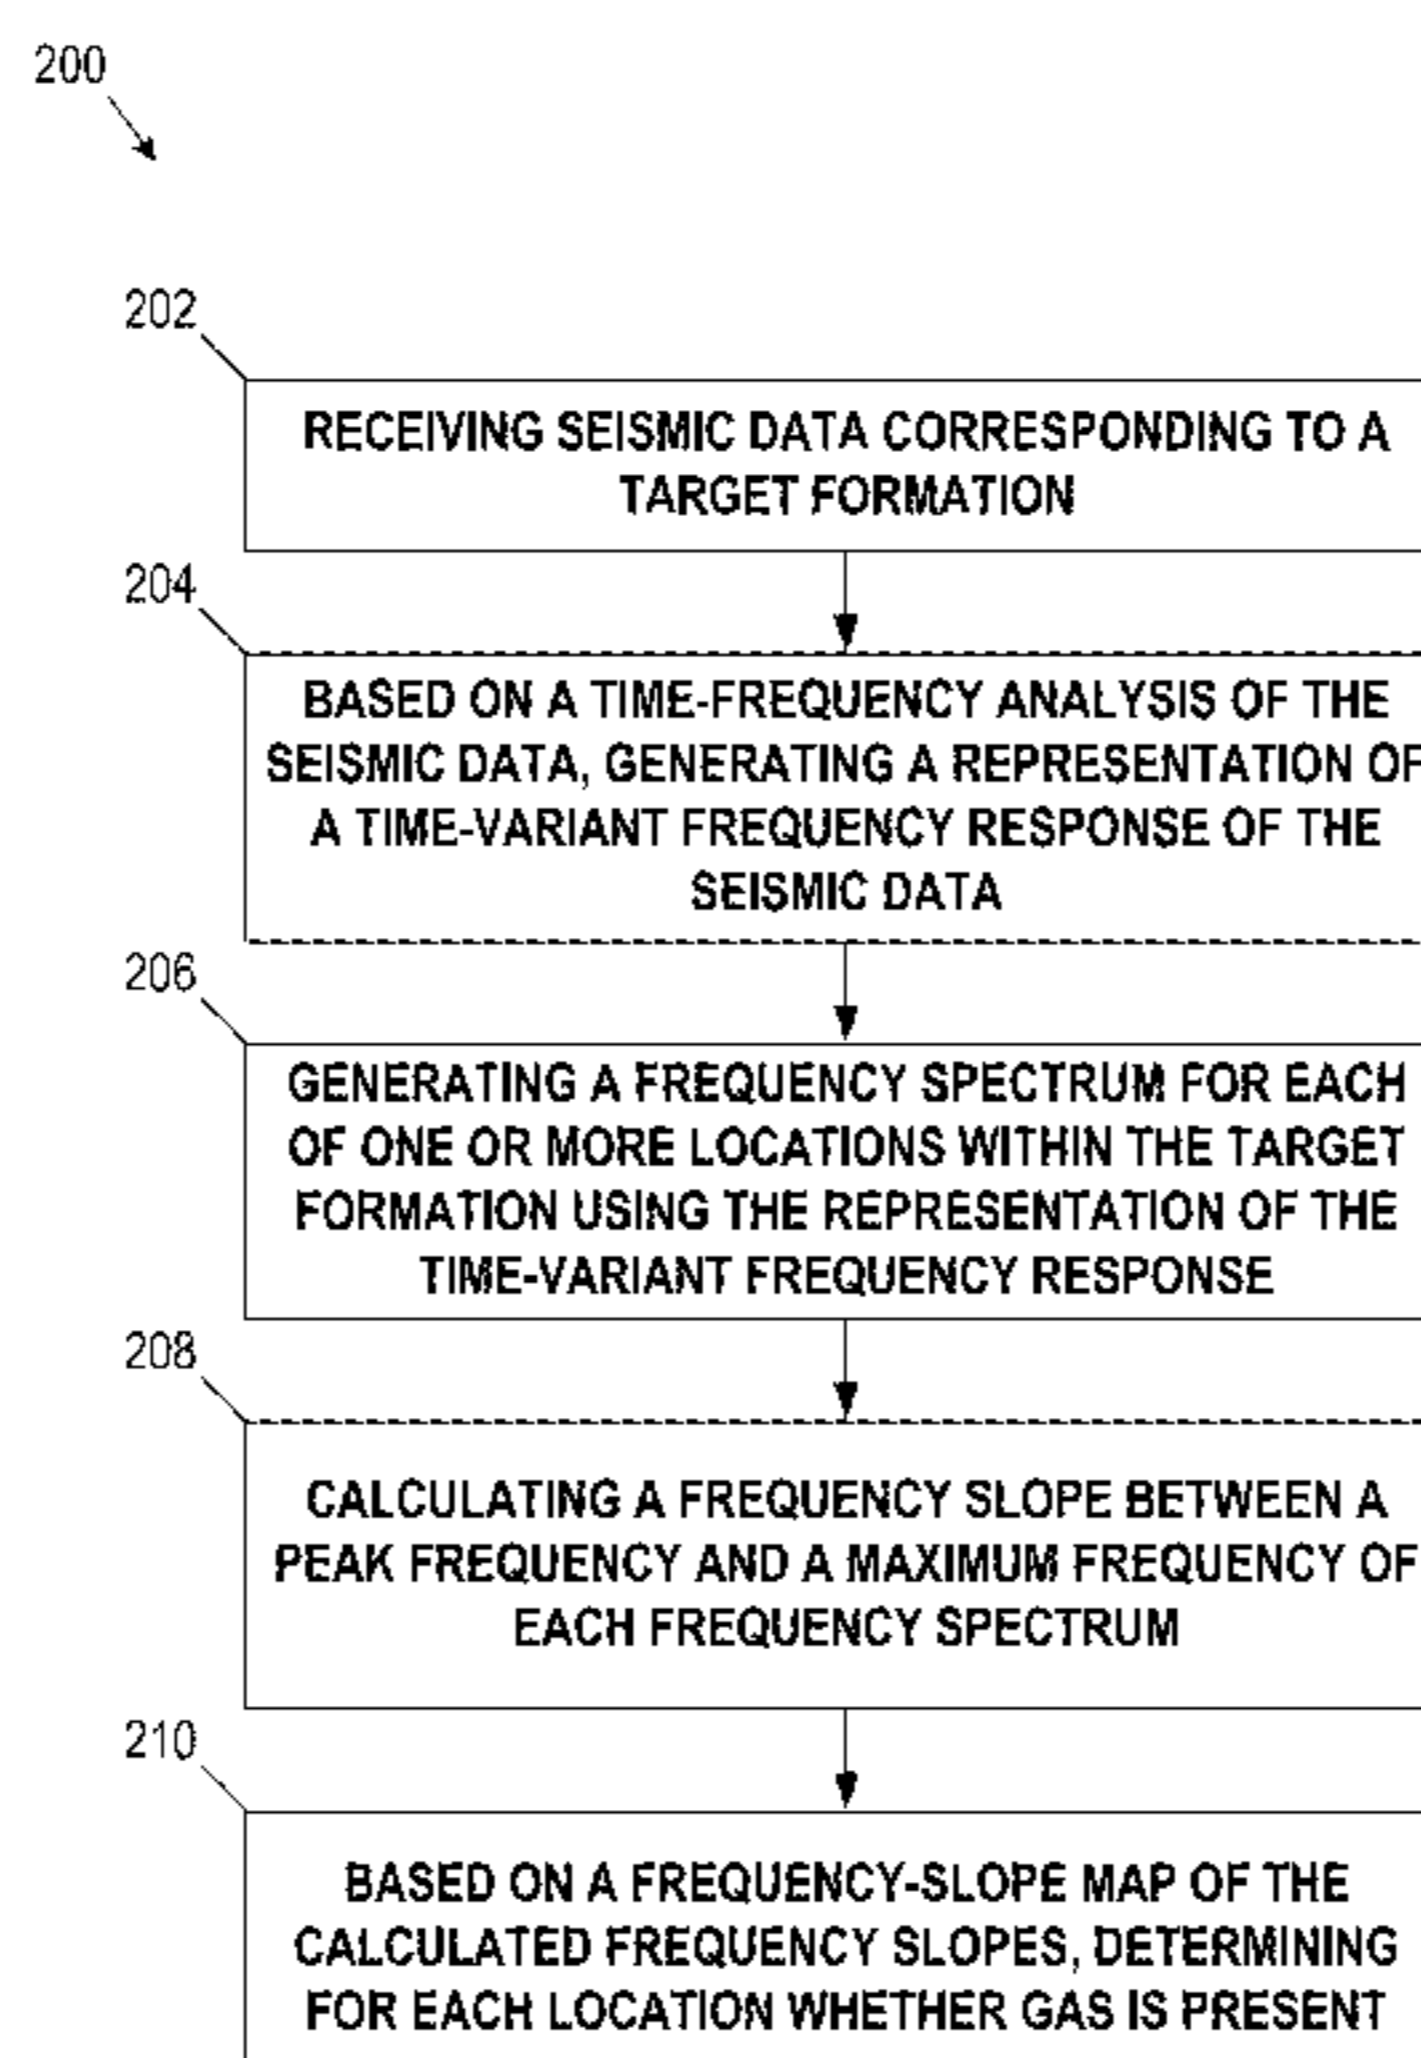 200
202
RECEIVING SEISMIC DATA CORRESPONDING TO A
TARGET FORMATION
204
BASED ON A TIME-FREQUENCY ANALYSIS OF THE
SEISMIC DATA, GENERATING A REPRESENTATION OF
A TIME-VARIANT FREQUENCY RESPONSE OF THE
SEISMIC DATA
206
GENERATING A FREQUENCY SPECTRUM FOR EACH
OF ONE OR MORE LOCATIONS WITHIN THE TARGET
FORMATION USING THE REPRESENTATION OF THE
TIME-VARIANT FREQUENCY RESPONSE
208
CALCULATING A FREQUENCY SLOPE BETWEEN A
PEAK FREQUENCY AND A MAXIMUM FREQUENCY OF
EACH FREQUENCY SPECTRUM
210
BASED ON A FREQUENCY-SLOPE MAP OF THE
CALCULATED FREQUENCY SLOPES, DETERMINING
FOR EACH LOCATION WHETHER GAS IS PRESENT